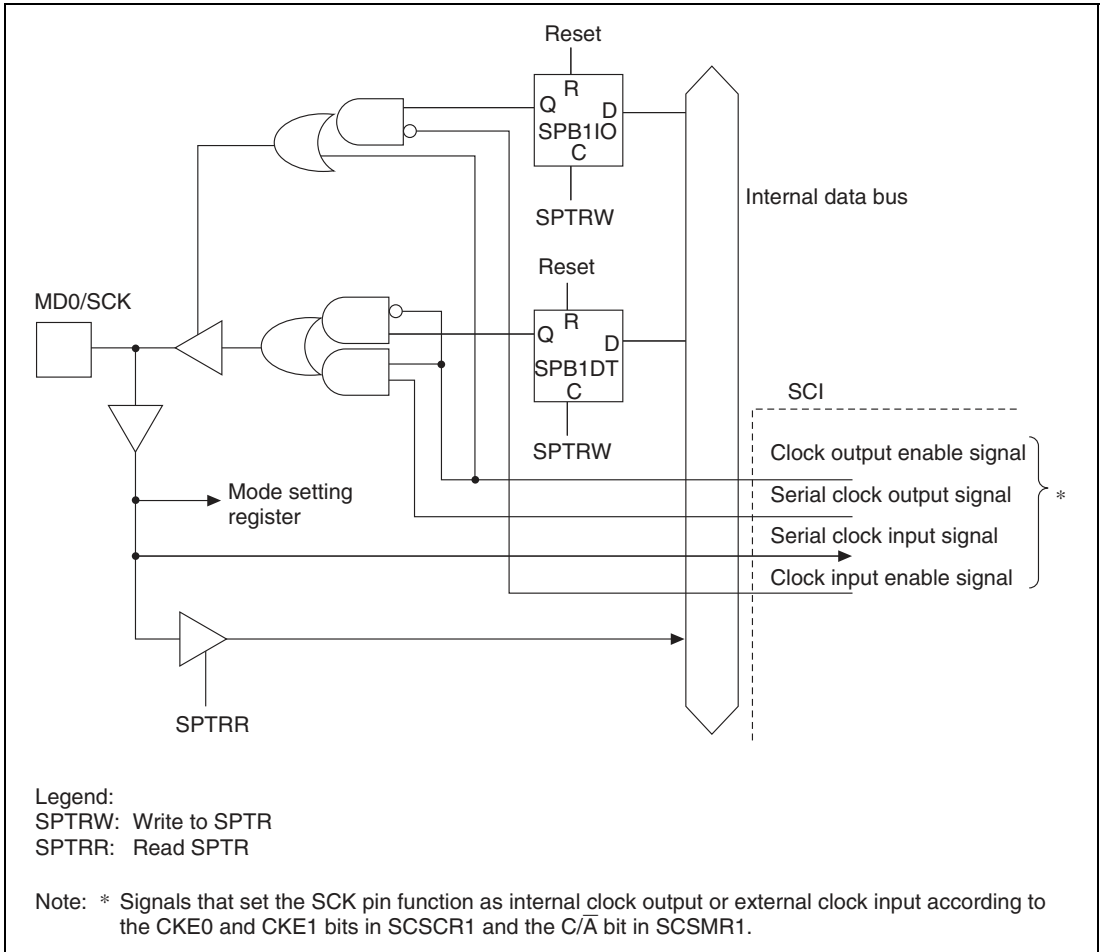 Reset
R
Q
D
SPB1IO
C
Internal data bus
SPTRW
Reset
MD0/SCK
R
Q
D
SPB1DT
C
SCI
SPTRW
Clock output enable signal
Mode setting
register
Serial clock output signal
*
Serial clock input signal
Clock input enable signal
SPTRR
Legend:
SPTRW: Write to SPTR
SPTRR: Read SPTR
Note: * Signals that set the SCK pin function as internal clock output or external clock input according to
the CKE0 and CKE1 bits in SCSCR1 and the C/A̅ bit in SCSMR1.